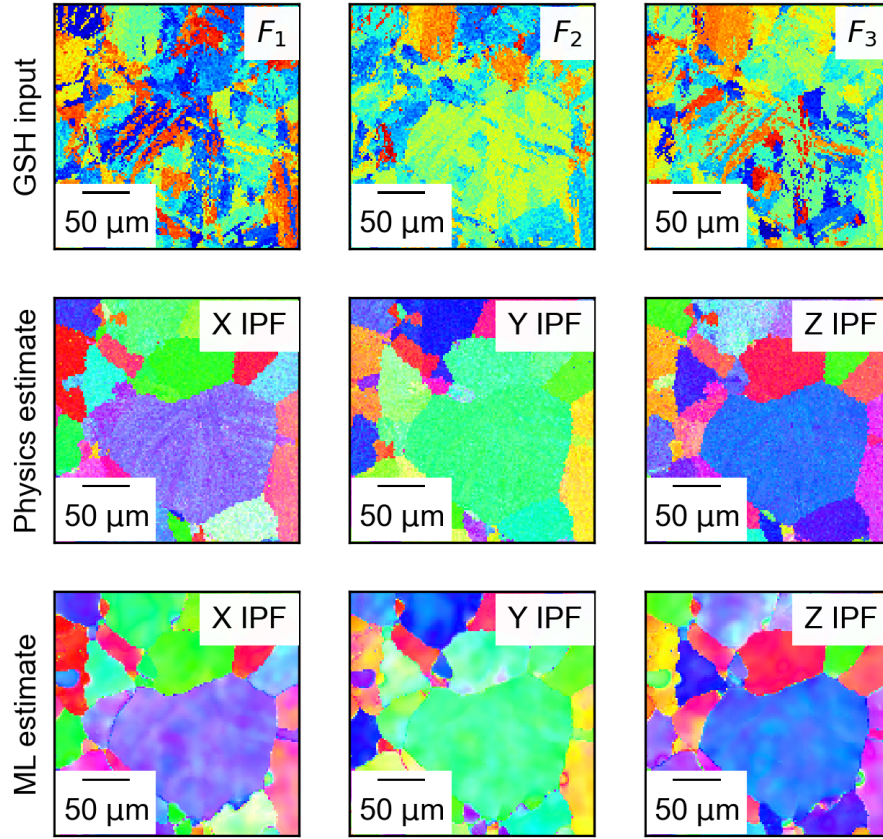 GSH input
F1
F2
F3
50 µm
50 µm
50 µm
Physics estimate
X IPF
Y IPF
Z IPF
50 µm
50 µm
50 µm
ML estimate
X IPF
Y IPF
Z IPF
50 µm
50 µm
50 µm